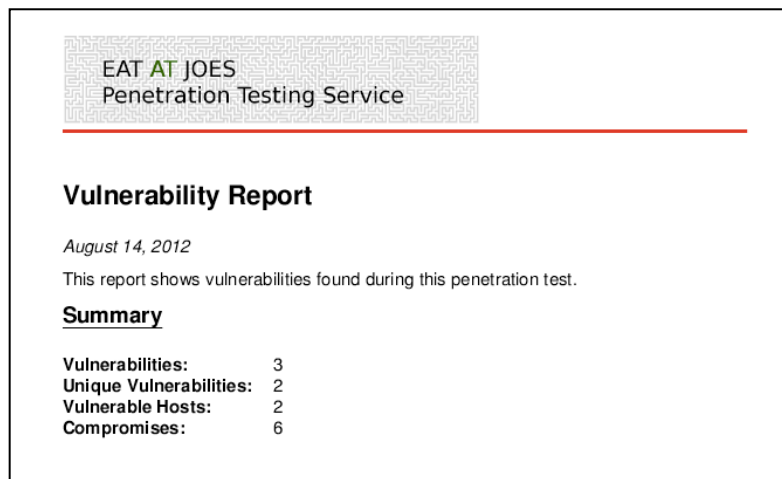 EAT AT JOES
Penetration Testing Service
Vulnerability Report
August 14, 2012
This report shows vulnerabilities found during this penetration test.
Summary
Vulnerabilities: 3
Unique Vulnerabilities: 2
Vulnerable Hosts: 2
Compromises: 6